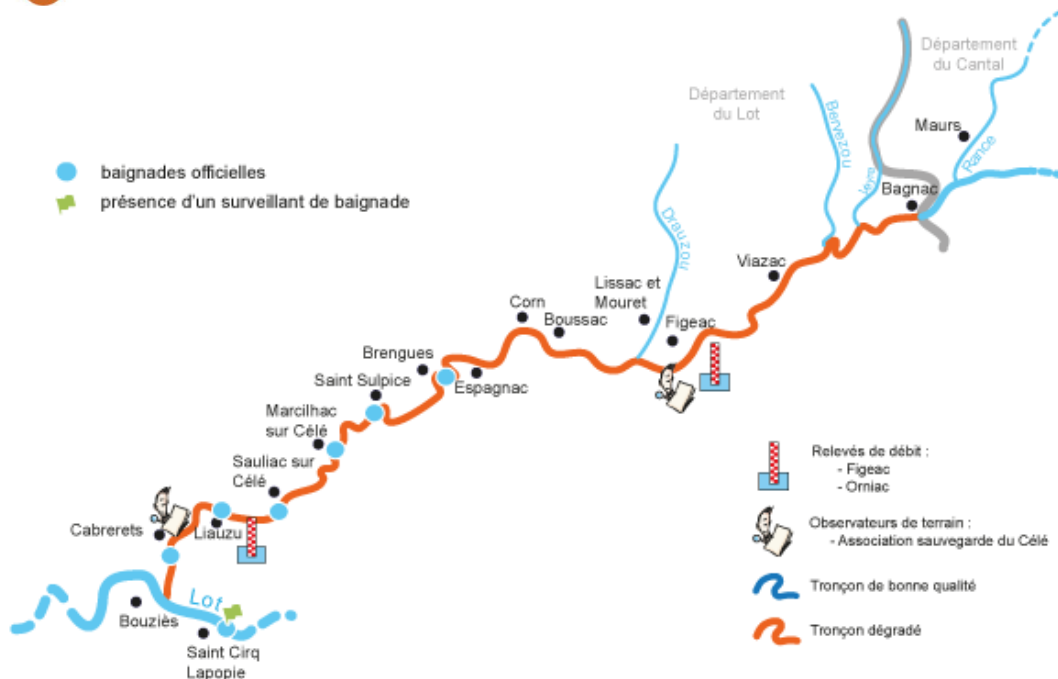 Département
du Cantal
Département
du Lot
Bervezou
Maurs
Rance
Bagnac
baignades officielles
présence d'un surveillant de baignade
Drauzou
Viazac
Lissac et
Mouret
Corn
Boussac
Figeac
Brengues
Saint Sulpice
Espagnac
Marcilhac
sur Célé
Sauliac sur
Célé
Cabrerets
Liauzu
Lot
Bouziès
Saint Cirq
Lapopie
Relevés de débit :
- Figeac
- Orniac
Observateurs de terrain :
- Association sauvegarde du Célé
Tronçon de bonne qualité
Tronçon dégradé